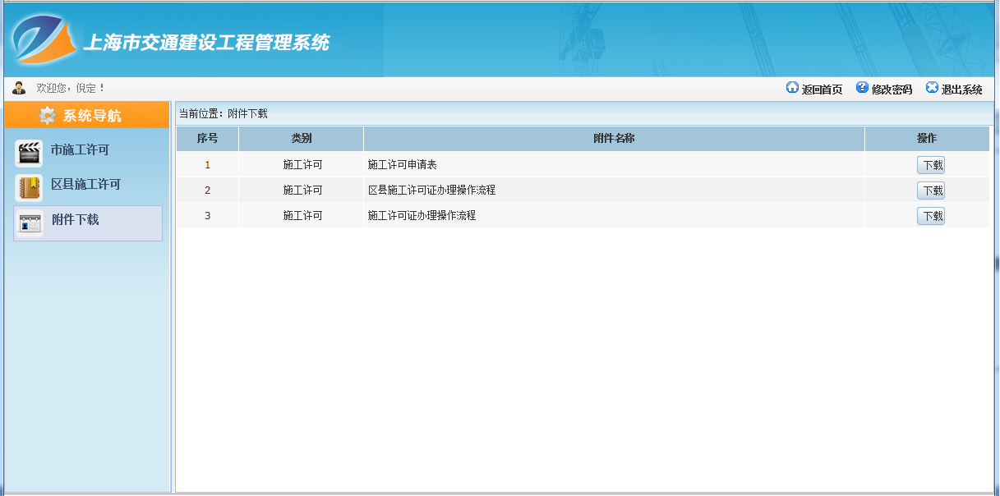 上海市交通建设工程管理系统
欢迎您，倪定！ 返回首页 修改密码 退出系统
系统导航
市施工许可
区县施工许可
附件下载
当前位置：附件下载
序号 类别 附件名称 操作
1 施工许可 施工许可申请表 下载
2 施工许可 区县施工许可证办理操作流程 下载
3 施工许可 施工许可证办理操作流程 下载